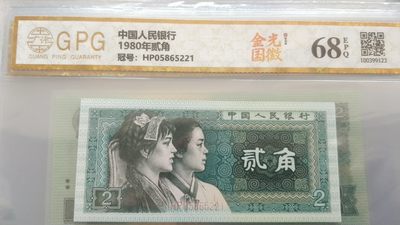 GPG
GUANG PING GUARANTY
中国人民银行
1980年贰角
冠号：HP05865221
金光
国徽
68
EPQ
100399123
中国人民银行
贰角
2
2
HP05865221